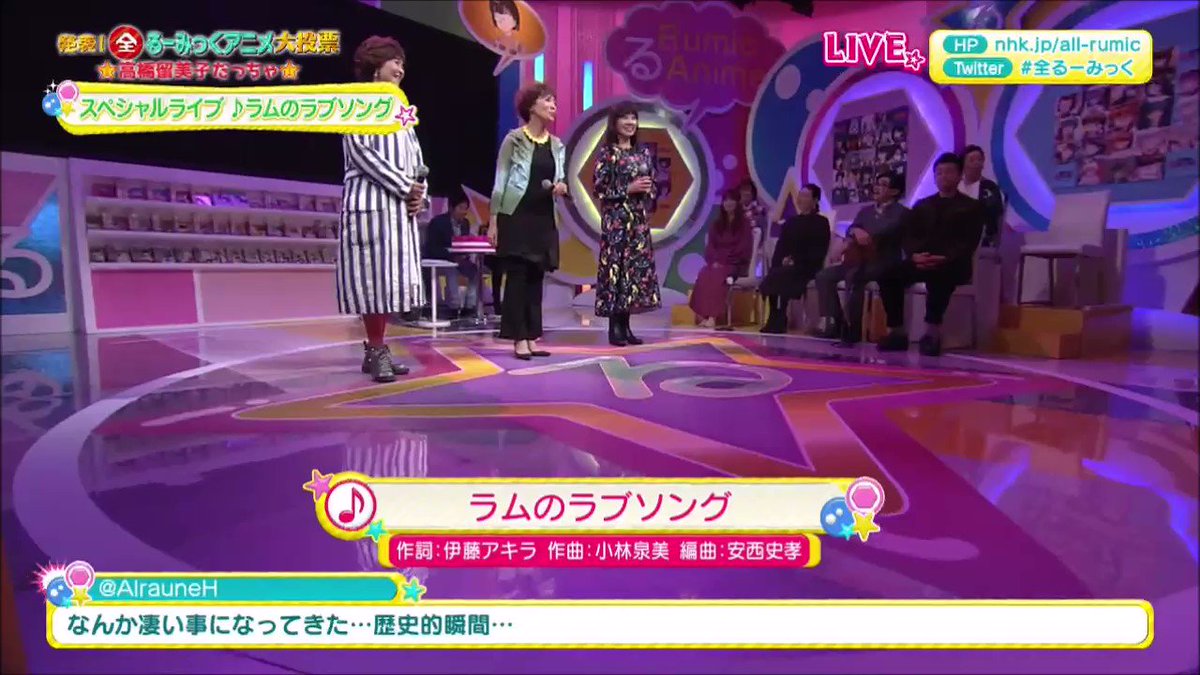 発表!全るーみっくアニメ大投票
☆高橋留美子だっちゃ☆
スペシャルライブ♪ラムのラブソング
LIVE
HP nhk.jp/all-rumic
Twitter #全るーみっく
る Rumic
Anime
る
ラムのラブソング
作詞:伊藤アキラ 作曲:小林泉美 編曲:安西史孝
@AlrauneH
なんか凄い事になってきた…歴史的瞬間…